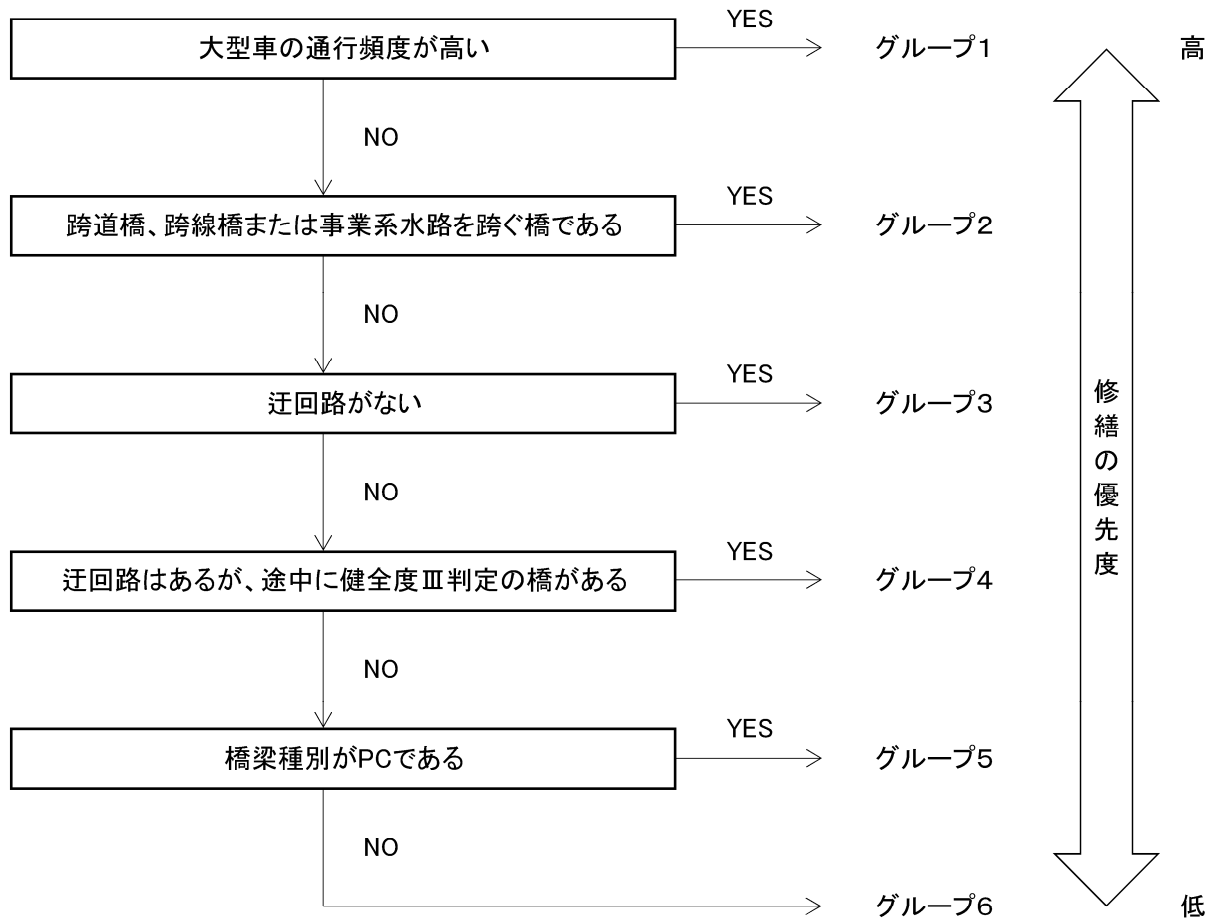 YES
大型車の通行頻度が高い
グループ1
高
NO
YES
跨道橋、跨線橋または事業系水路を跨ぐ橋である
グループ2
NO
YES
迂回路がない
グループ3
修繕の優先度
NO
YES
迂回路はあるが、途中に健全度Ⅲ判定の橋がある
グループ4
NO
YES
橋梁種別がPCである
グループ5
NO
グループ6
低